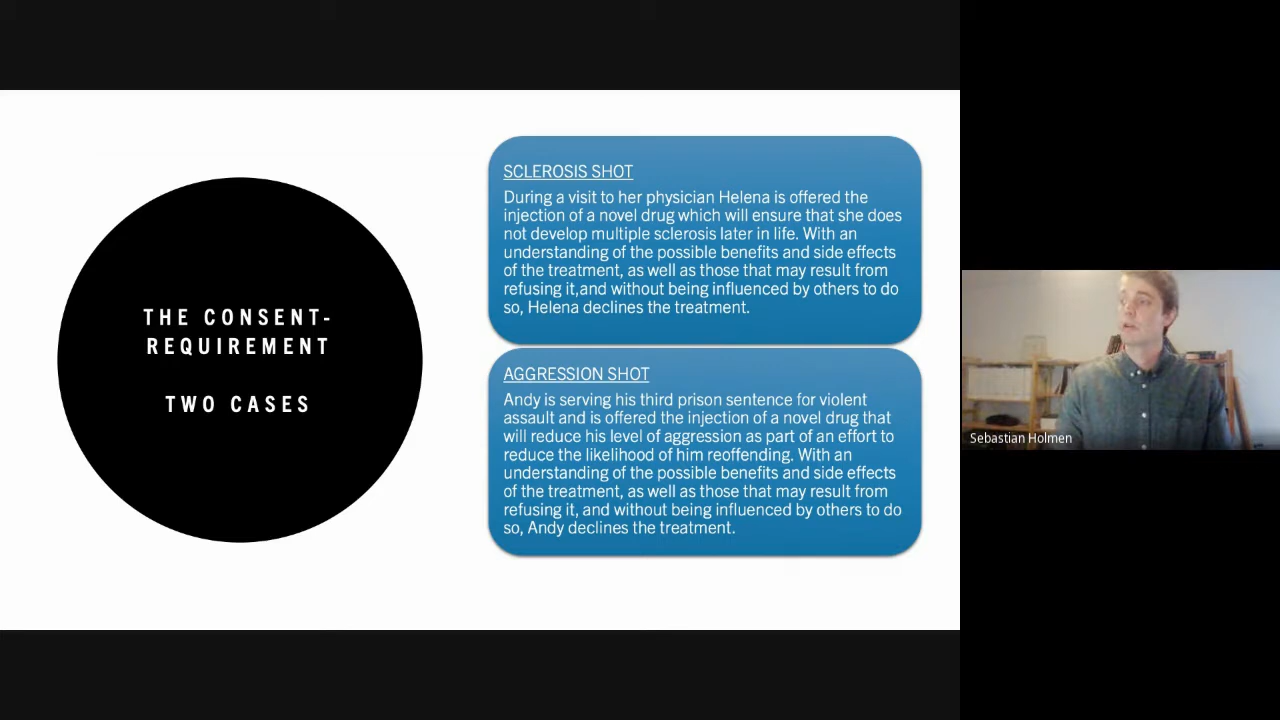 THE CONSENT-
REQUIREMENT
TWO CASES
SCLEROSIS SHOT
During a visit to her physician Helena is offered the
injection of a novel drug which will ensure that she does
not develop multiple sclerosis later in life. With an
understanding of the possible benefits and side effects
of the treatment, as well as those that may result from
refusing it,and without being influenced by others to do
so, Helena declines the treatment.
AGGRESSION SHOT
Andy is serving his third prison sentence for violent
assault and is offered the injection of a novel drug that
will reduce his level of aggression as part of an effort to
reduce the likelihood of him reoffending. With an
understanding of the possible benefits and side effects
of the treatment, as well as those that may result from
refusing it, and without being influenced by others to do
so, Andy declines the treatment.
Sebastian Holmen